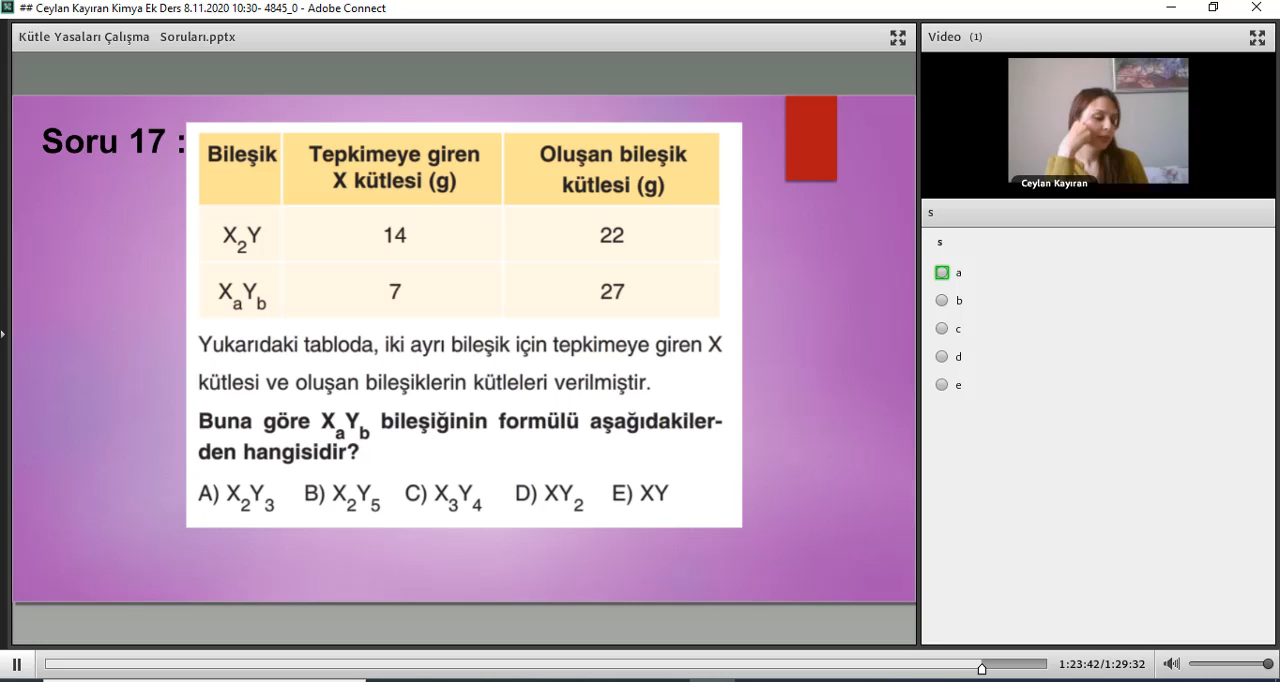 ## Ceylan Kayıran Kimya Ek Ders 8.11.2020 10:30- 4845_0 - Adobe Connect
Kütle Yasaları Çalışma Soruları.pptx
Soru 17 :
Bileşik Tepkimeye giren X kütlesi (g) Oluşan bileşik kütlesi (g)
X₂Y 14 22
XₐY_b 7 27
Yukarıdaki tabloda, iki ayrı bileşik için tepkimeye giren X
kütlesi ve oluşan bileşiklerin kütleleri verilmiştir.
Buna göre XₐY_b bileşiğinin formülü aşağıdakiler-
den hangisidir?
A) X₂Y₃ B) X₂Y₅ C) X₃Y₄ D) XY₂ E) XY
Video (1)
Ceylan Kayıran
s
s
a
b
c
d
e
1:23:42/1:29:32